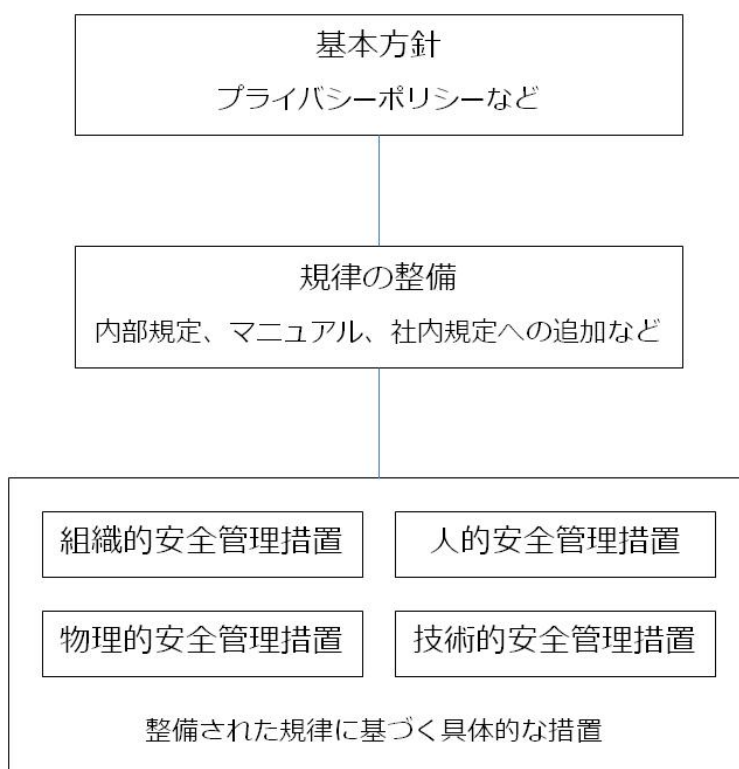 基本方針
プライバシーポリシーなど
規律の整備
内部規定、マニュアル、社内規定への追加など
組織的安全管理措置
人的安全管理措置
物理的安全管理措置
技術的安全管理措置
整備された規律に基づく具体的な措置